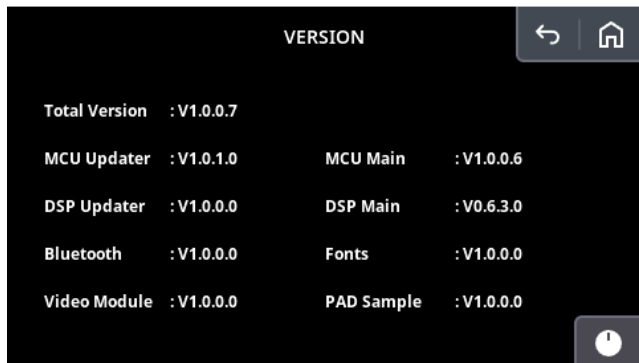 VERSION
Total Version : V1.0.0.7
MCU Updater : V1.0.1.0 MCU Main : V1.0.0.6
DSP Updater : V1.0.0.0 DSP Main : V0.6.3.0
Bluetooth : V1.0.0.0 Fonts : V1.0.0.0
Video Module : V1.0.0.0 PAD Sample : V1.0.0.0